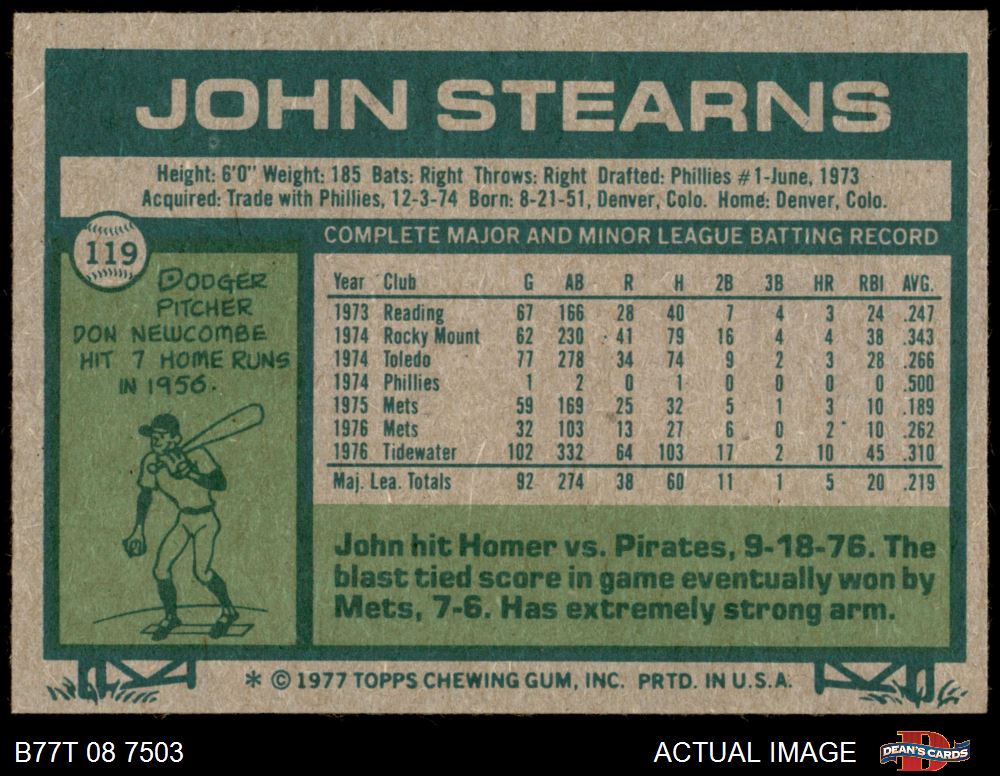 JOHN STEARNS
Height: 6'0" Weight: 185 Bats: Right Throws: Right Drafted: Phillies #1-June, 1973
Acquired: Trade with Phillies, 12-3-74 Born: 8-21-51, Denver, Colo. Home: Denver, Colo.
119
DODGER
PITCHER
DON NEWCOMBE
HIT 7 HOME RUNS
IN 1956.
COMPLETE MAJOR AND MINOR LEAGUE BATTING RECORD
Year Club G AB R H 2B 3B HR RBI AVG.
1973 Reading 67 166 28 40 7 4 3 24 .247
1974 Rocky Mount 62 230 41 79 16 4 4 38 .343
1974 Toledo 77 278 34 74 9 2 3 28 .266
1974 Phillies 1 2 0 1 0 0 0 0 .500
1975 Mets 59 169 25 32 5 1 3 10 .189
1976 Mets 32 103 13 27 6 0 2 10 .262
1976 Tidewater 102 332 64 103 17 2 10 45 .310
Maj. Lea. Totals 92 274 38 60 11 1 5 20 .219
John hit Homer vs. Pirates, 9-18-76. The
blast tied score in game eventually won by
Mets, 7-6. Has extremely strong arm.
* © 1977 TOPPS CHEWING GUM, INC. PRTD. IN U.S.A.
B77T 08 7503
ACTUAL IMAGE
D
DEAN'S CARDS